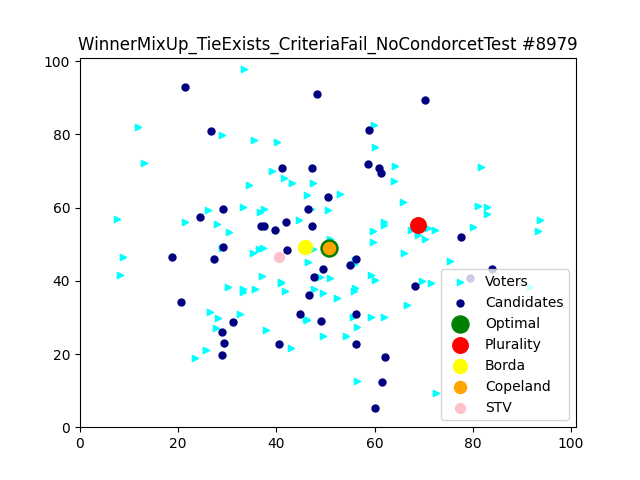 WinnerMixUp_TieExists_CriteriaFail_NoCondorcetTest #8979
100
80
60
40
20
0
0 20 40 60 80 100
Voters
Candidates
Optimal
Plurality
Borda
Copeland
STV